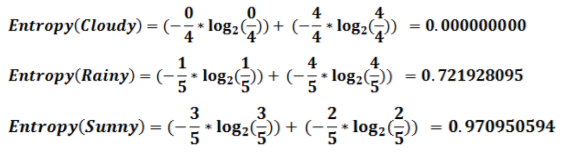 Entropy(Cloudy) = (−0/4 * log₂(0/4)) + (−4/4 * log₂(4/4)) = 0.000000000
Entropy(Rainy) = (−1/5 * log₂(1/5)) + (−4/5 * log₂(4/5)) = 0.721928095
Entropy(Sunny) = (−3/5 * log₂(3/5)) + (−2/5 * log₂(2/5)) = 0.970950594